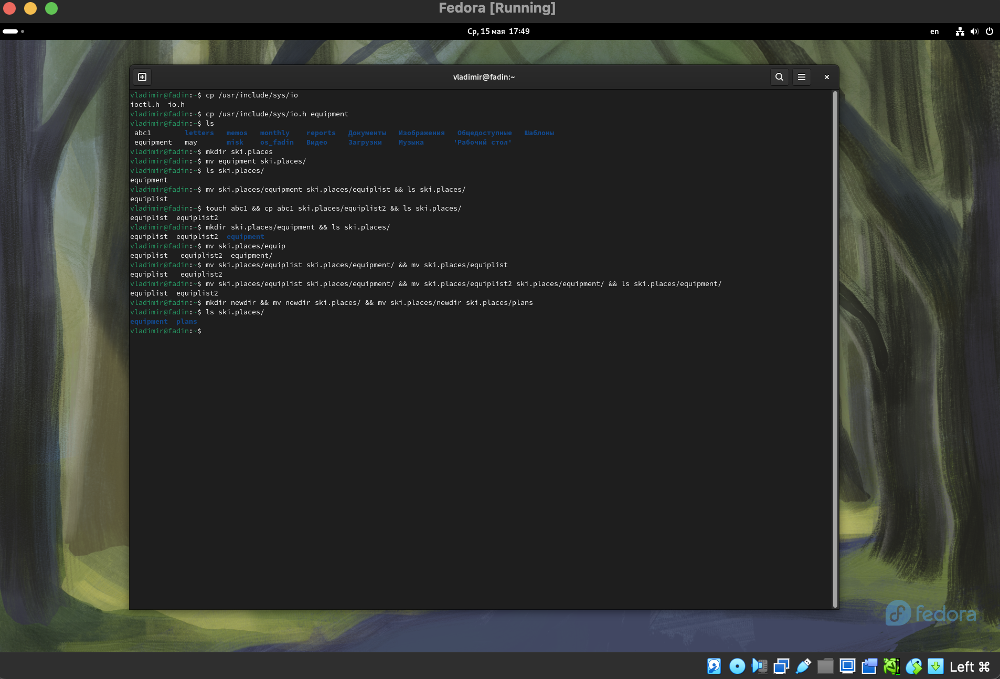 Fedora [Running]
Ср, 15 мая 17:49
en
vladimir@fadin:~
vladimir@fadin:~$ cp /usr/include/sys/io
ioctl.h  io.h
vladimir@fadin:~$ cp /usr/include/sys/io.h equipment
vladimir@fadin:~$ ls
abc1 letters memos monthly reports Документы Изображения Общедоступные Шаблоны
equipment may misk os_fadin Видео Загрузки Музыка 'Рабочий стол'
vladimir@fadin:~$ mkdir ski.places
vladimir@fadin:~$ mv equipment ski.places/
vladimir@fadin:~$ ls ski.places/
equipment
vladimir@fadin:~$ mv ski.places/equipment ski.places/equiplist && ls ski.places/
equiplist
vladimir@fadin:~$ touch abc1 && cp abc1 ski.places/equiplist2 && ls ski.places/
equiplist  equiplist2
vladimir@fadin:~$ mkdir ski.places/equipment && ls ski.places/
equiplist  equiplist2  equipment
vladimir@fadin:~$ mv ski.places/equip
equiplist   equiplist2  equipment/
vladimir@fadin:~$ mv ski.places/equiplist ski.places/equipment/ && mv ski.places/equiplist
equiplist   equiplist2
vladimir@fadin:~$ mv ski.places/equiplist ski.places/equipment/ && mv ski.places/equiplist2 ski.places/equipment/ && ls ski.places/equipment/
equiplist  equiplist2
vladimir@fadin:~$ mkdir newdir && mv newdir ski.places/ && mv ski.places/newdir ski.places/plans
vladimir@fadin:~$ ls ski.places/
equipment  plans
vladimir@fadin:~$
fedora
Left ⌘